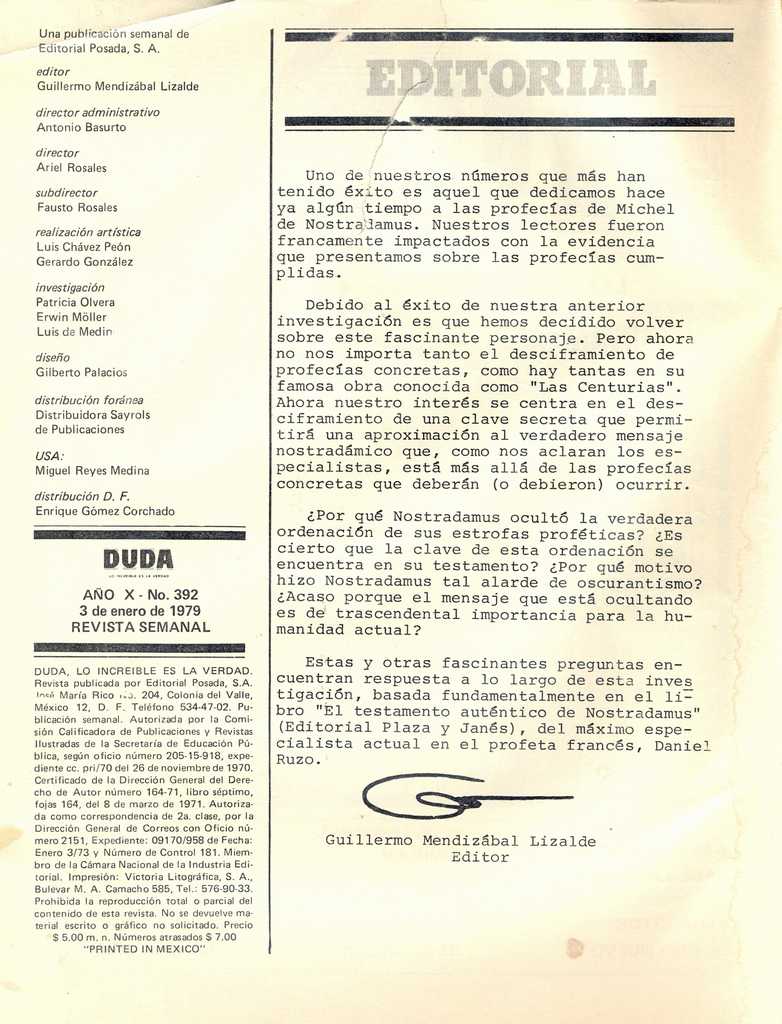 Una publicación semanal de
Editorial Posada, S. A.
editor
Guillermo Mendizábal Lizalde
director administrativo
Antonio Basurto
director
Ariel Rosales
subdirector
Fausto Rosales
realización artística
Luis Chávez Peón
Gerardo González
investigación
Patricia Olvera
Erwin Möller
Luis de Medin
diseño
Gilberto Palacios
distribución foránea
Distribuidora Sayrols
de Publicaciones
USA:
Miguel Reyes Medina
distribución D. F.
Enrique Gómez Corchado
DUDA
LO INCREIBLE ES LA VERDAD
AÑO X - No. 392
3 de enero de 1979
REVISTA SEMANAL
DUDA, LO INCREIBLE ES LA VERDAD.
Revista publicada por Editorial Posada, S.A.
José María Rico No. 204, Colonia del Valle,
México 12, D. F. Teléfono 534-47-02. Pu-
blicación semanal. Autorizada por la Comi-
sión Calificadora de Publicaciones y Revistas
Ilustradas de la Secretaría de Educación Pú-
blica, según oficio número 205-15-918, expe-
diente cc. pri/70 del 26 de noviembre de 1970.
Certificado de la Dirección General del Dere-
cho de Autor número 164-71, libro séptimo,
fojas 164, del 8 de marzo de 1971. Autoriza-
da como correspondencia de 2a. clase, por la
Dirección General de Correos con Oficio nú-
mero 2151, Expediente: 09170/958 de Fecha:
Enero 3/73 y Número de Control 181. Miem-
bro de la Cámara Nacional de la Industria Edi-
torial. Impresión: Victoria Litográfica, S. A.,
Bulevar M. A. Camacho 585, Tel.: 576-90-33.
Prohibida la reproducción total o parcial del
contenido de esta revista. No se devuelve ma-
terial escrito o gráfico no solicitado. Precio
$ 5.00 m. n. Números atrasados $ 7.00
"PRINTED IN MEXICO"
EDITORIAL
Uno de nuestros números que más han
tenido éxito es aquel que dedicamos hace
ya algún tiempo a las profecías de Michel
de Nostradamus. Nuestros lectores fueron
francamente impactados con la evidencia
que presentamos sobre las profecías cum-
plidas.
Debido al éxito de nuestra anterior
investigación es que hemos decidido volver
sobre este fascinante personaje. Pero ahora
no nos importa tanto el desciframiento de
profecías concretas, como hay tantas en su
famosa obra conocida como "Las Centurias".
Ahora nuestro interés se centra en el des-
ciframiento de una clave secreta que permi-
tirá una aproximación al verdadero mensaje
nostradámico que, como nos aclaran los es-
pecialistas, está más allá de las profecías
concretas que deberán (o debieron) ocurrir.
¿Por qué Nostradamus ocultó la verdadera
ordenación de sus estrofas proféticas? ¿Es
cierto que la clave de esta ordenación se
encuentra en su testamento? ¿Por qué motivo
hizo Nostradamus tal alarde de oscurantismo?
¿Acaso porque el mensaje que está ocultando
es de trascendental importancia para la hu-
manidad actual?
Estas y otras fascinantes preguntas en-
cuentran respuesta a lo largo de esta inves
tigación, basada fundamentalmente en el li-
bro "El testamento auténtico de Nostradamus"
(Editorial Plaza y Janés), del máximo espe-
cialista actual en el profeta francés, Daniel
Ruzo.
Guillermo Mendizábal Lizalde
Editor